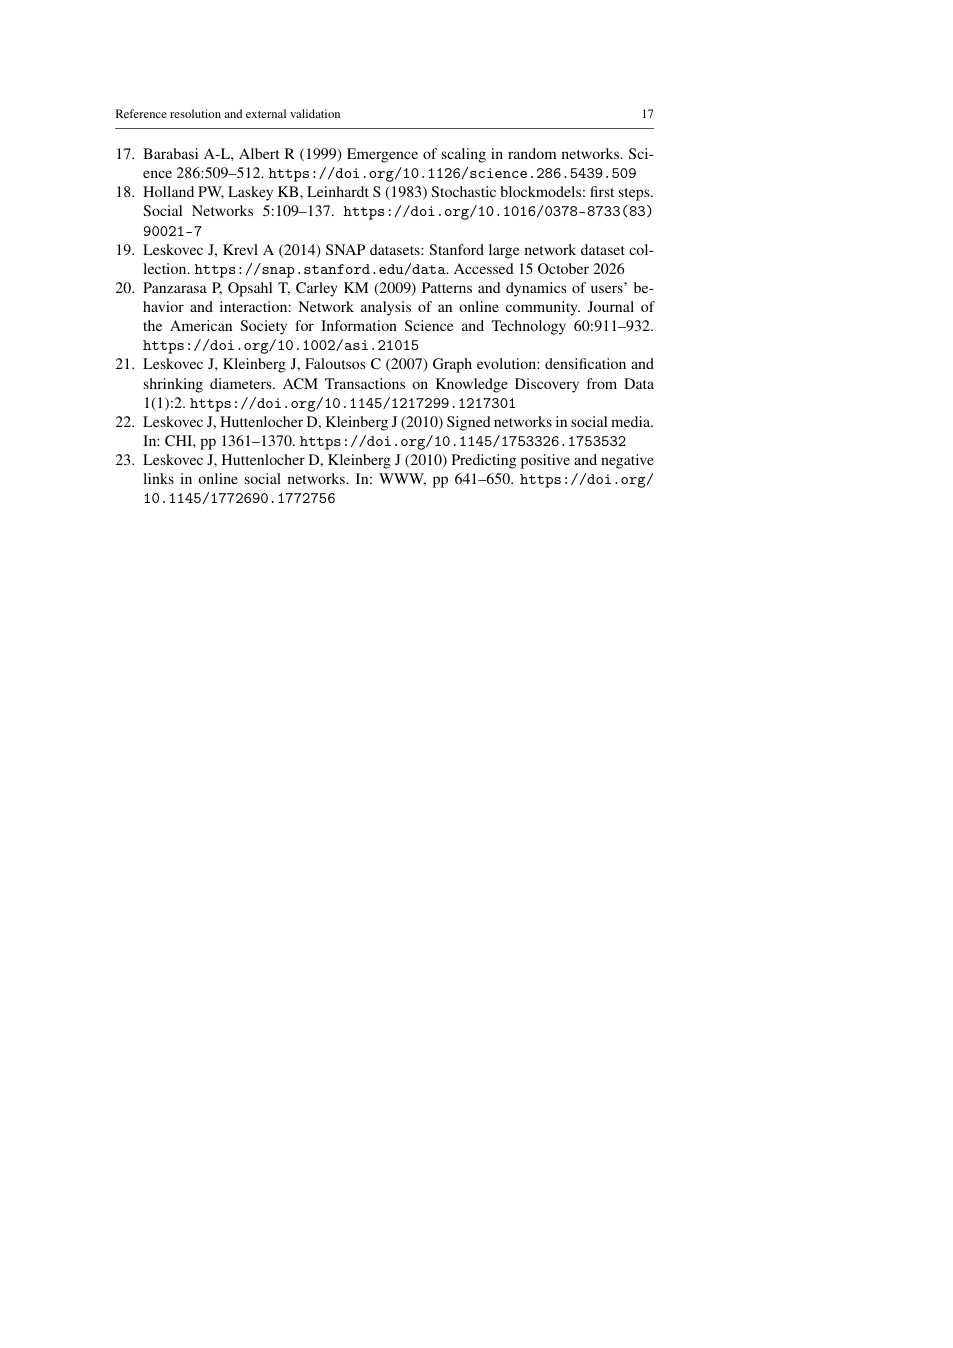 Reference resolution and external validation 17
17. Barabasi A-L, Albert R (1999) Emergence of scaling in random networks. Sci-
ence 286:509–512. https://doi.org/10.1126/science.286.5439.509
18. Holland PW, Laskey KB, Leinhardt S (1983) Stochastic blockmodels: first steps.
Social Networks 5:109–137. https://doi.org/10.1016/0378-8733(83)
90021-7
19. Leskovec J, Krevl A (2014) SNAP datasets: Stanford large network dataset col-
lection. https://snap.stanford.edu/data. Accessed 15 October 2026
20. Panzarasa P, Opsahl T, Carley KM (2009) Patterns and dynamics of users’ be-
havior and interaction: Network analysis of an online community. Journal of
the American Society for Information Science and Technology 60:911–932.
https://doi.org/10.1002/asi.21015
21. Leskovec J, Kleinberg J, Faloutsos C (2007) Graph evolution: densification and
shrinking diameters. ACM Transactions on Knowledge Discovery from Data
1(1):2. https://doi.org/10.1145/1217299.1217301
22. Leskovec J, Huttenlocher D, Kleinberg J (2010) Signed networks in social media.
In: CHI, pp 1361–1370. https://doi.org/10.1145/1753326.1753532
23. Leskovec J, Huttenlocher D, Kleinberg J (2010) Predicting positive and negative
links in online social networks. In: WWW, pp 641–650. https://doi.org/
10.1145/1772690.1772756